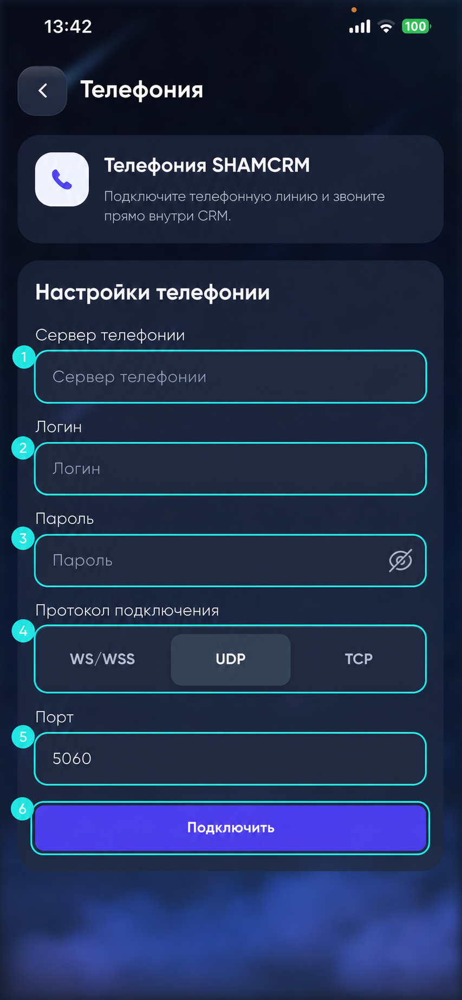 13:42
100
Телефония
Телефония SHAMCRM
Подключите телефонную линию и звоните
прямо внутри CRM.
Настройки телефонии
Сервер телефонии
1
Сервер телефонии
Логин
2
Логин
Пароль
3
Пароль
Протокол подключения
4
WS/WSS UDP TCP
Порт
5
5060
6
Подключить